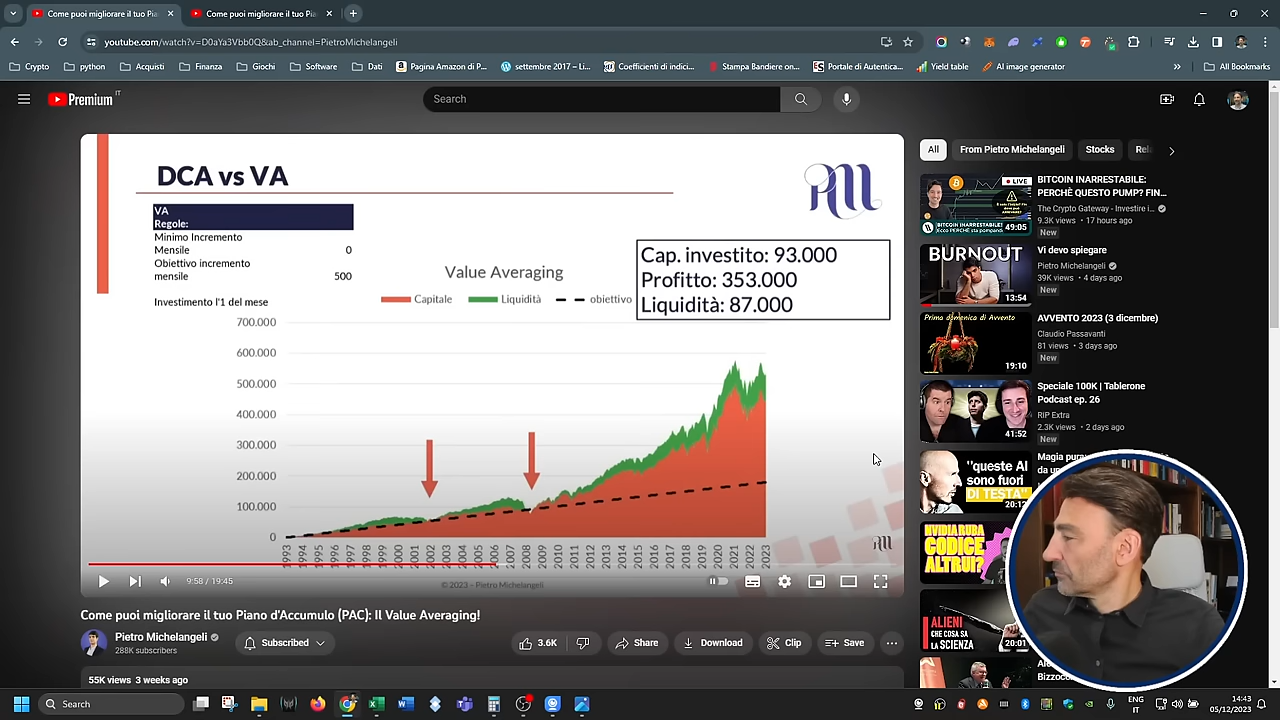 Come puoi migliorare il tuo Pia
Come puoi migliorare il tuo Pia
youtube.com/watch?v=D0aYa3Vbb0Q&ab_channel=PietroMichelangeli
Crypto
python
Acquisti
Finanza
Giochi
Software
Dati
Pagina Amazon di P...
settembre 2017 – Li...
Coefficienti di indici...
Stampa Bandiere on...
Portale di Autentica...
Yield table
AI image generator
All Bookmarks
Premium
IT
Search
DCA vs VA
VA
Regole:
Minimo Incremento
Mensile 0
Obiettivo incremento
mensile 500
Investimento l'1 del mese
Cap. investito: 93.000
Profitto: 353.000
Liquidità: 87.000
Value Averaging
Capitale Liquidità obiettivo
700.000
600.000
500.000
400.000
300.000
200.000
100.000
0
1993 1994 1995 1996 1997 1998 1999 2000 2001 2002 2003 2004 2005 2006 2007 2008 2009 2010 2011 2012 2013 2014 2015 2016 2017 2018 2019 2020 2021 2022 2023
© 2023 – Pietro Michelangeli
9:58 / 19:45
Come puoi migliorare il tuo Piano d'Accumulo (PAC): Il Value Averaging!
Pietro Michelangeli
288K subscribers
Subscribed
3.6K
Share
Download
Clip
Save
55K views 3 weeks ago
All
From Pietro Michelangeli
Stocks
Rel
BITCOIN INARRESTABILE:
PERCHÈ QUESTO PUMP? FIN...
The Crypto Gateway - Investire i...
9.3K views • 17 hours ago
New
LIVE
BITCOIN INARRESTABILE!
49:05
BURNOUT
13:54
Vi devo spiegare
Pietro Michelangeli
39K views • 4 days ago
New
Prima domenica di Avvento
19:10
AVVENTO 2023 (3 dicembre)
Claudio Passavanti
81 views • 3 days ago
New
41:52
Speciale 100K | Tablerone
Podcast ep. 26
RIP Extra
2.3K views • 2 days ago
New
"queste AI
sono fuori
DI TESTA"
20:12
NVIDIA RUBA
CODICE
ALTRUI?
ALIENI
CHE COSA SA
LA SCIENZA
20:01
Bizzoco
Search
ENG
IT
14:43
05/12/2023